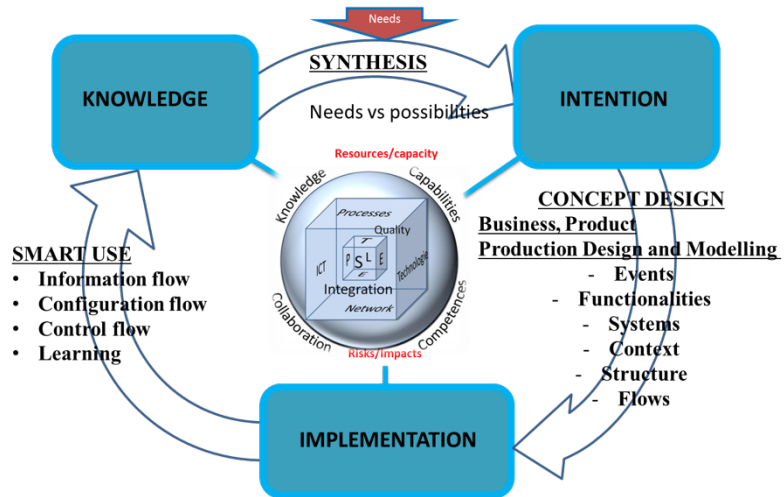 Needs
SYNTHESIS
KNOWLEDGE
INTENTION
Needs vs possibilities
Resources/capacity
Knowledge
Capabilities
Processes
Quality
T
P S L E
E
ICT
Technologie
Integration
Network
Collaboration
Competences
Risks/Impacts
CONCEPT DESIGN
Business, Product
Production Design and Modelling
- Events
- Functionalities
- Systems
- Context
- Structure
- Flows
SMART USE
• Information flow
• Configuration flow
• Control flow
• Learning
IMPLEMENTATION